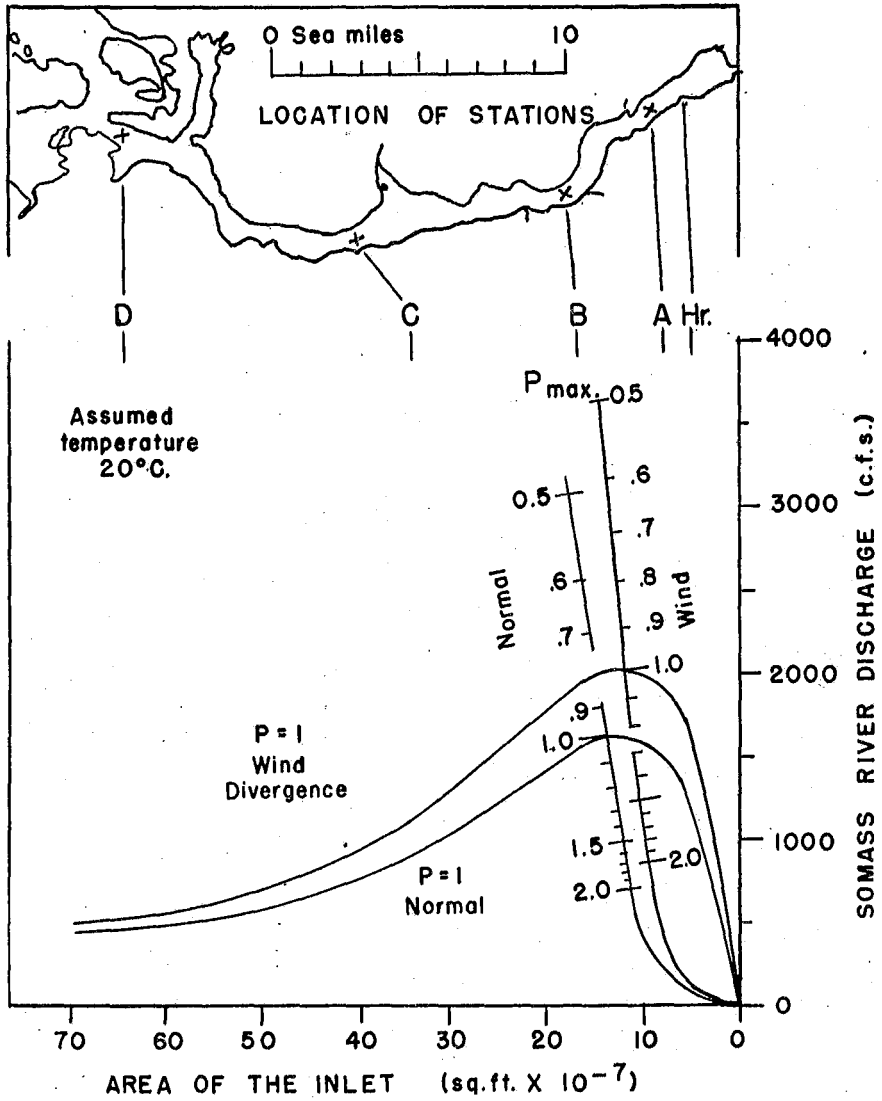 0 Sea miles 10
LOCATION OF STATIONS
D C B A Hr.
4000
3000
2000
1000
0
SOMASS RIVER DISCHARGE (c.f.s.)
Assumed
temperature
20°C.
Pmax.
0.5
.6
.7
.8
.9
1.0
2.0
Wind
0.5
.6
.7
.9
1.0
1.5
2.0
Normal
P = 1
Wind
Divergence
P = 1
Normal
70 60 50 40 30 20 10 0
AREA OF THE INLET (sq.ft. X 10⁻⁷)